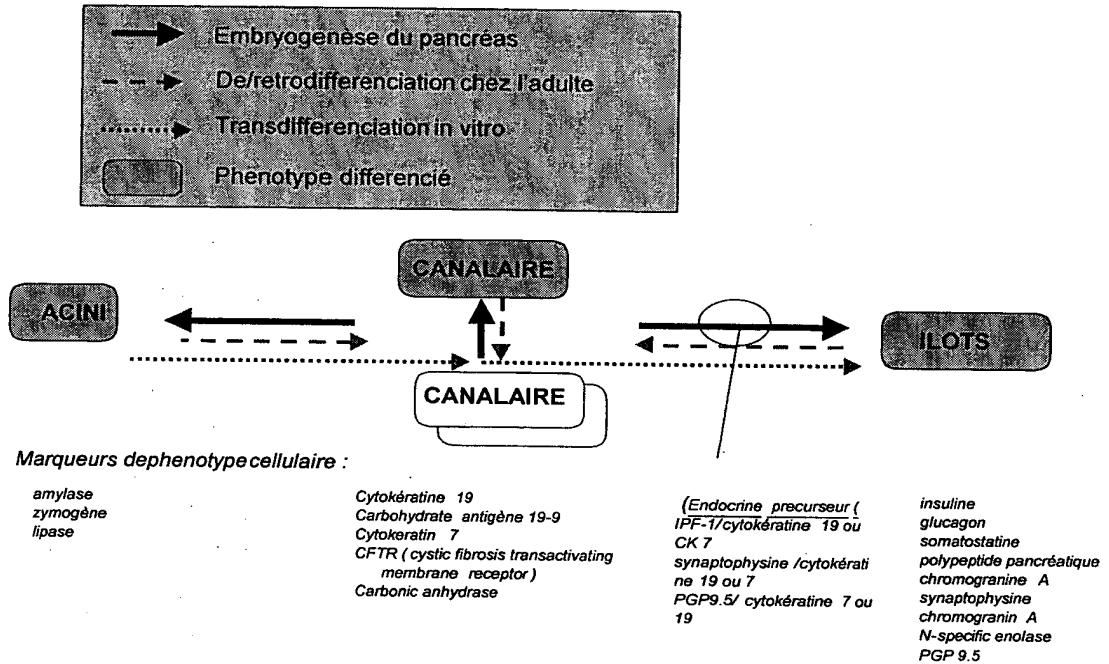 Embryogenèse du pancréas
De/retrodifferenciation chez l'adulte
Transdifferenciation in vitro
Phenotype differencié
CANALAIRE
ACINI
ILOTS
CANALAIRE
Marqueurs dephenotypecellulaire :
amylase
zymogène
lipase
Cytokératine 19
Carbohydrate antigène 19-9
Cytokeratin 7
CFTR ( cystic fibrosis transactivating
membrane receptor )
Carbonic anhydrase
(Endocrine precurseur (
IPF-1/cytokératine 19 ou
CK 7
synaptophysine /cytokérati
ne 19 ou 7
PGP9.5/ cytokératine 7 ou
19
insuline
glucagon
somatostatine
polypeptide pancréatique
chromogranine A
synaptophysine
chromogranin A
N-specific enolase
PGP 9.5